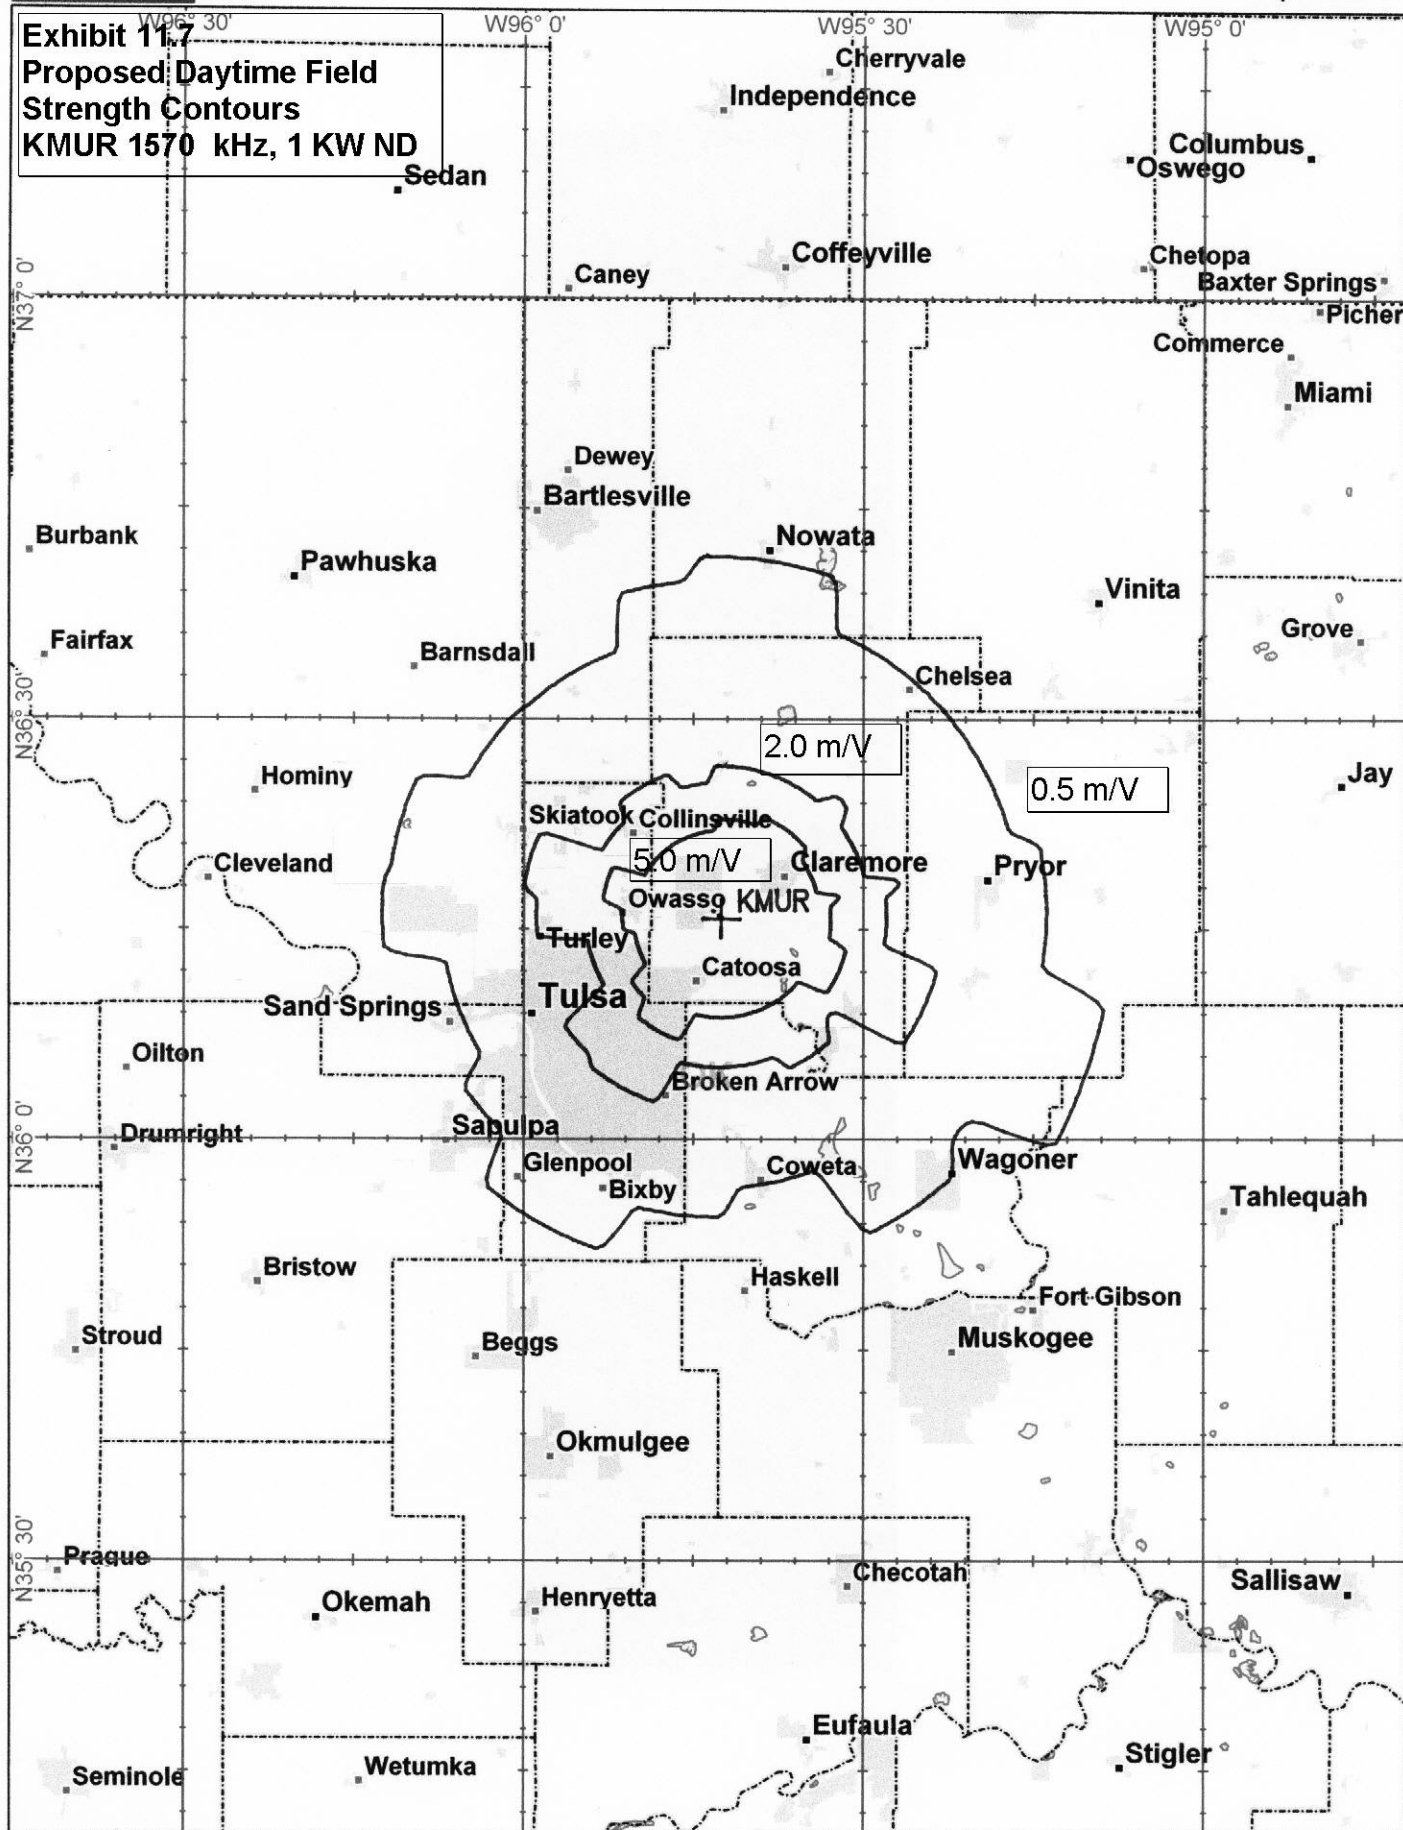 W96° 30'
W96° 0'
W95° 30'
W95° 0'
Exhibit 11.7
Proposed Daytime Field
Strength Contours
KMUR 1570 kHz, 1 KW ND
Cherryvale
Independence
Columbus
Oswego
Sedan
Coffeyville
Chetopa
Caney
Baxter Springs
N37° 0'
Picher
Commerce
Miami
Dewey
Bartlesville
Burbank
Nowata
Pawhuska
Vinita
Fairfax
Grove
Barnsdall
Chelsea
N36° 30'
2.0 m/V
Hominy
Jay
0.5 m/V
Skiatook
Collinsville
Cleveland
5.0 m/V
Claremore
Pryor
Owasso
KMUR
Turley
Catoosa
Tulsa
Sand Springs
Oilton
Broken Arrow
N36° 0'
Drumright
Sapulpa
Glenpool
Coweta
Wagoner
Bixby
Tahlequah
Bristow
Haskell
Fort Gibson
Stroud
Beggs
Muskogee
Okmulgee
N35° 30'
Prague
Checotah
Sallisaw
Okemah
Henryetta
Eufaula
Stigler
Seminole
Wetumka